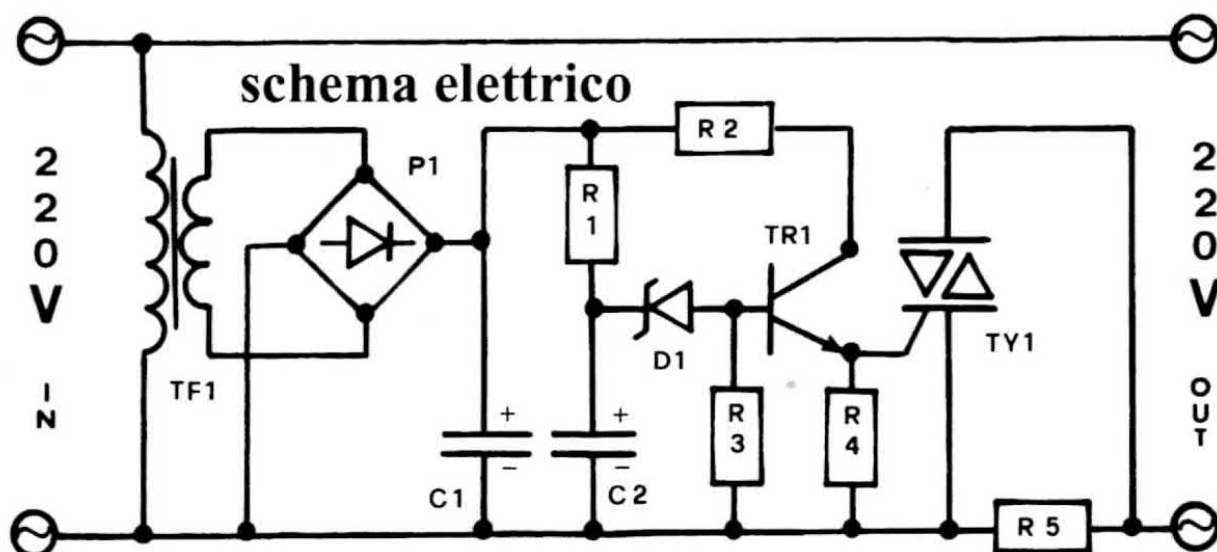 schema elettrico
220V
IN
TF1
P1
R2
R1
TR1
D1
TY1
+
-
C1
+
-
C2
R3
R4
R5
220V
OUT